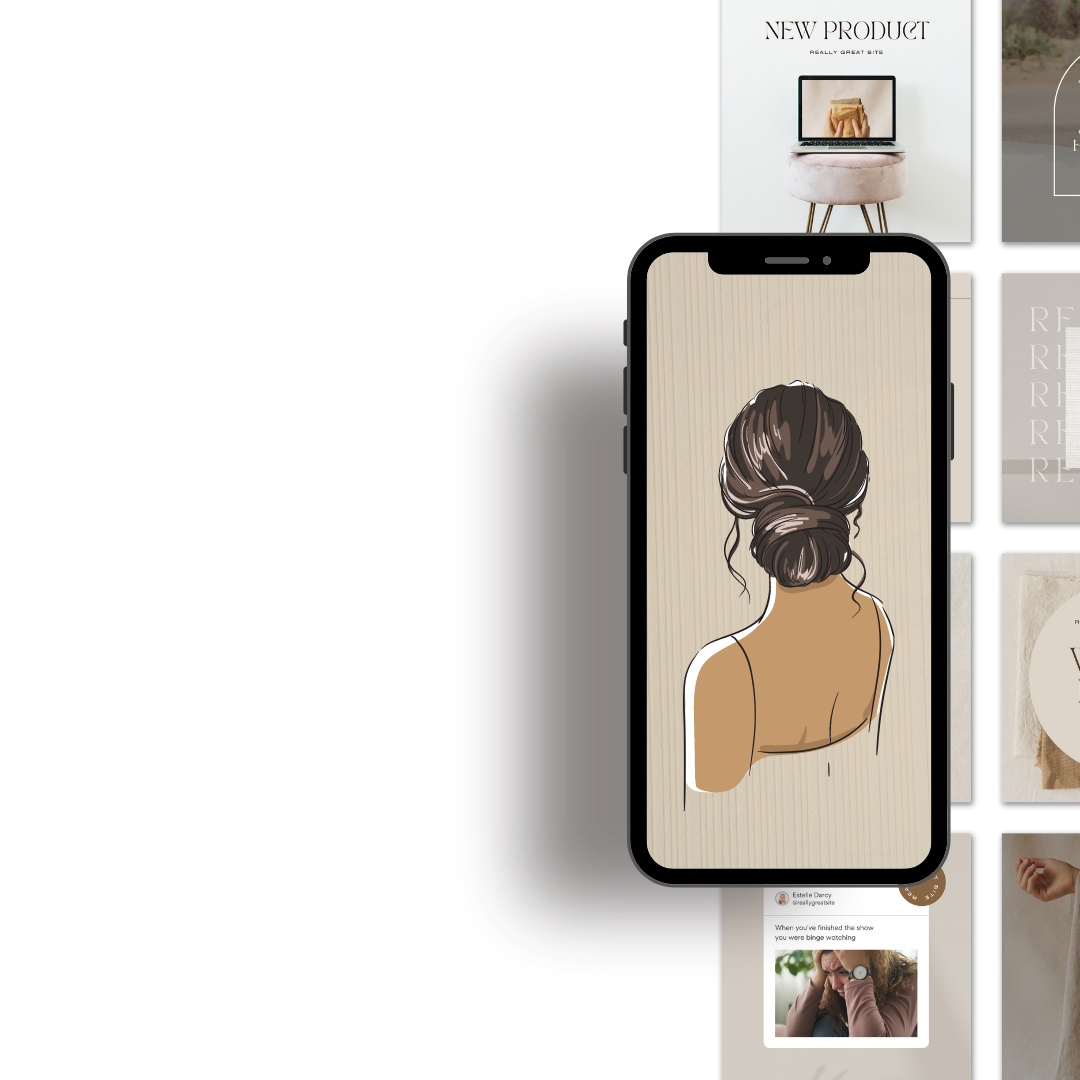 NEW PRODUCT
REALLY GREAT SITE
RE
RE
RE
RE
RE
Estelle Darcy
@reallygreatsite
When you've finished the show
you were binge watching